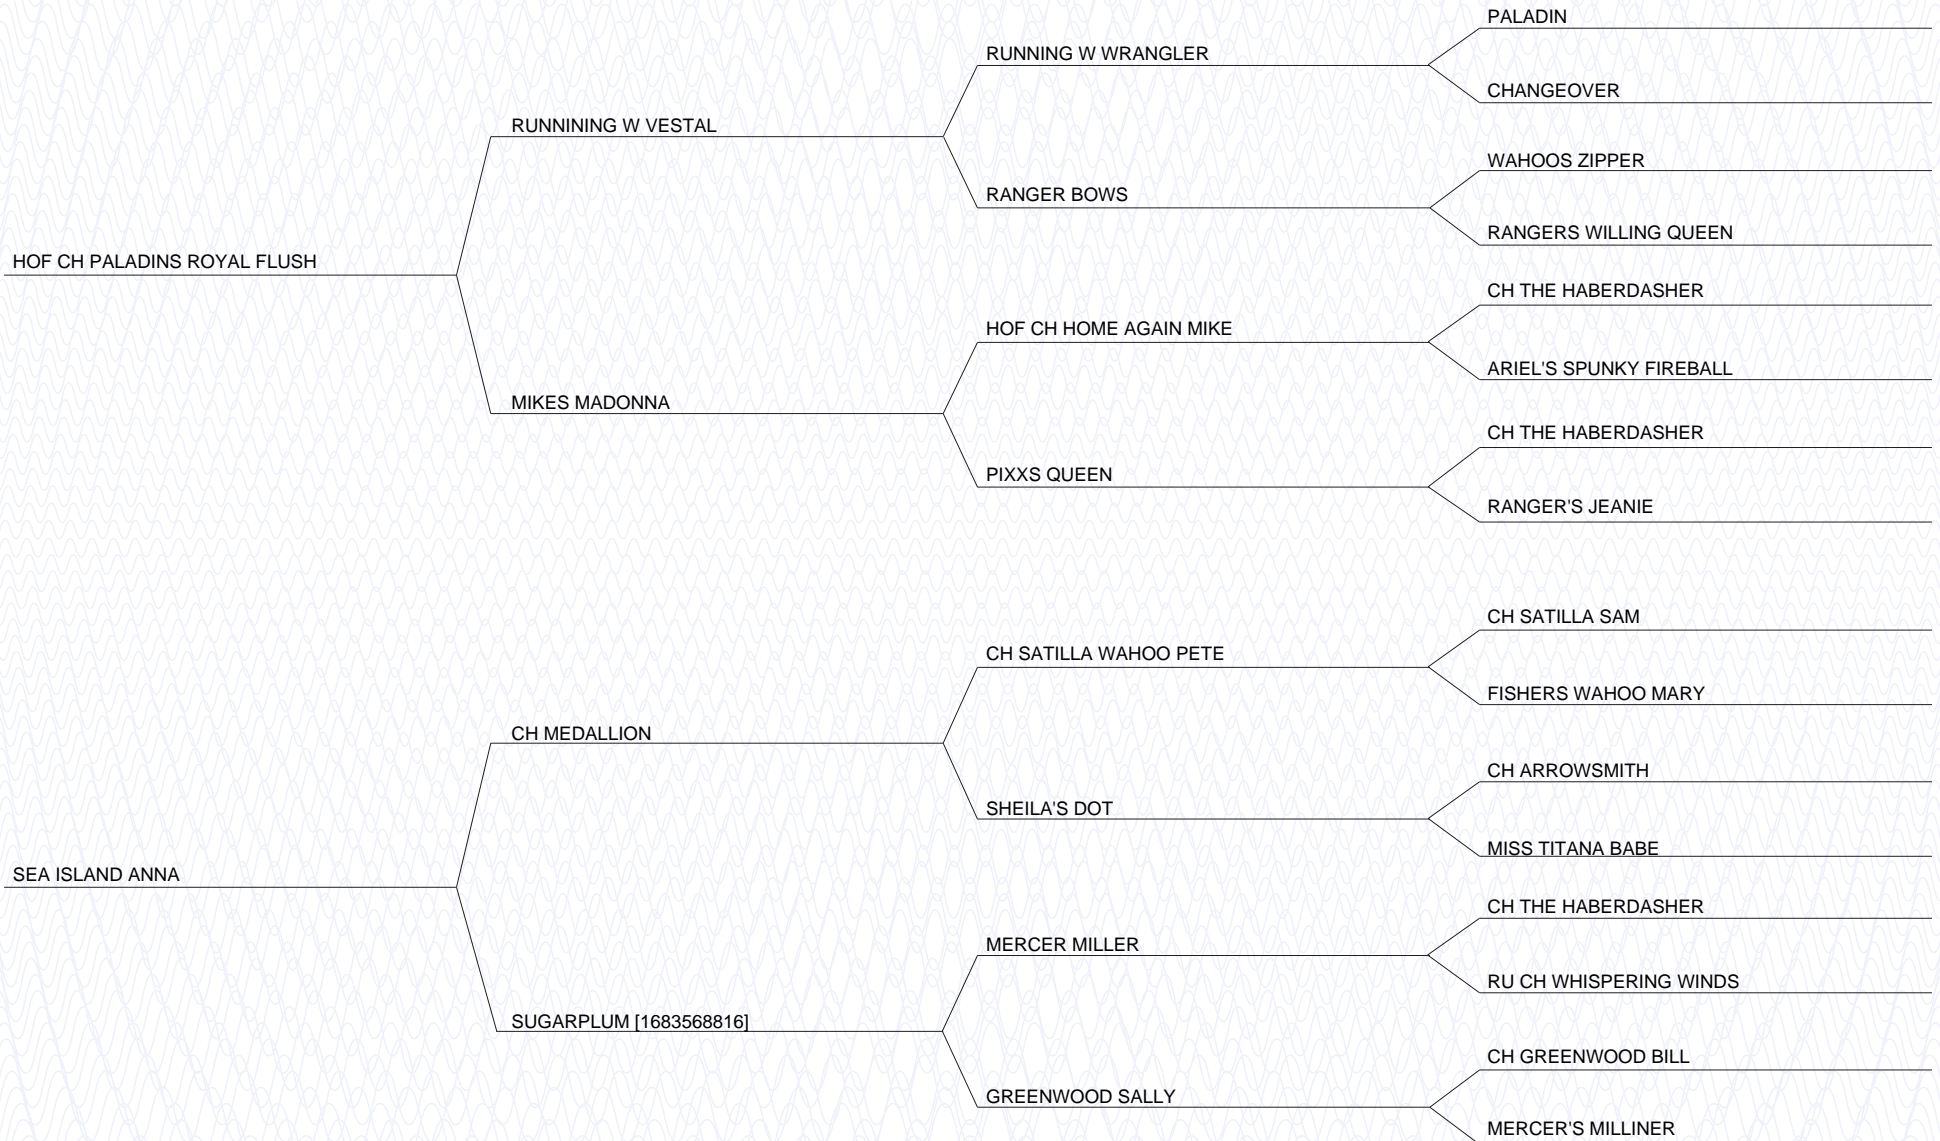 PALADIN
RUNNING W WRANGLER
CHANGEOVER
RUNNINING W VESTAL
WAHOOS ZIPPER
RANGER BOWS
RANGERS WILLING QUEEN
HOF CH PALADINS ROYAL FLUSH
CH THE HABERDASHER
HOF CH HOME AGAIN MIKE
ARIEL'S SPUNKY FIREBALL
MIKES MADONNA
CH THE HABERDASHER
PIXXS QUEEN
RANGER'S JEANIE
CH SATILLA SAM
CH SATILLA WAHOO PETE
FISHERS WAHOO MARY
CH MEDALLION
CH ARROWSMITH
SHEILA'S DOT
MISS TITANA BABE
SEA ISLAND ANNA
CH THE HABERDASHER
MERCER MILLER
RU CH WHISPERING WINDS
SUGARPLUM [1683568816]
CH GREENWOOD BILL
GREENWOOD SALLY
MERCER'S MILLINER